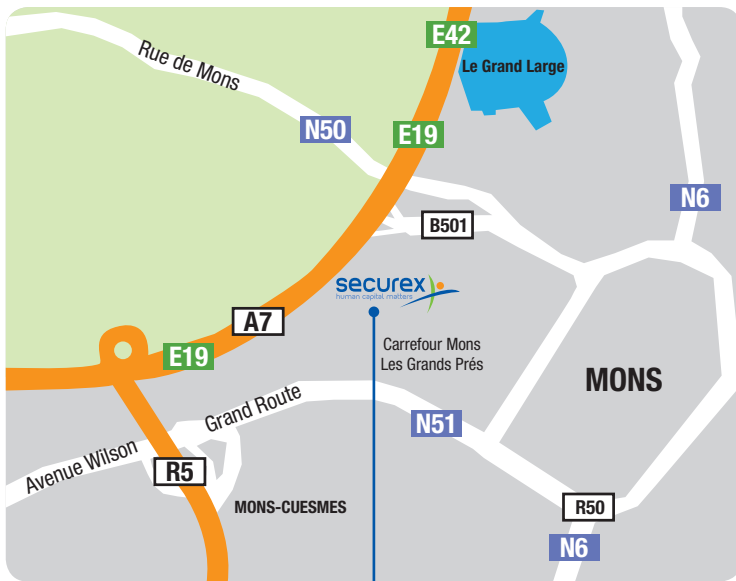 E42
Le Grand Large
Rue de Mons
N50
E19
N6
B501
securex
human capital matters
A7
Carrefour Mons
Les Grands Prés
E19
MONS
Grand Route
N51
Avenue Wilson
R5
MONS-CUESMES
R50
N6